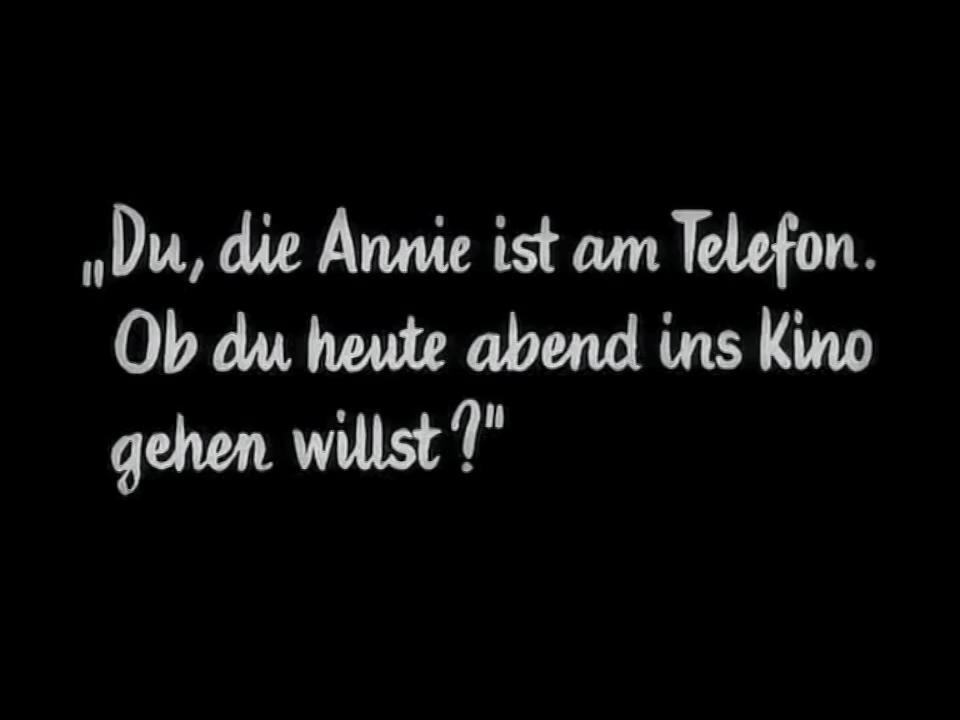 „Du, die Annie ist am Telefon.
Ob du heute abend ins Kino
gehen willst?"